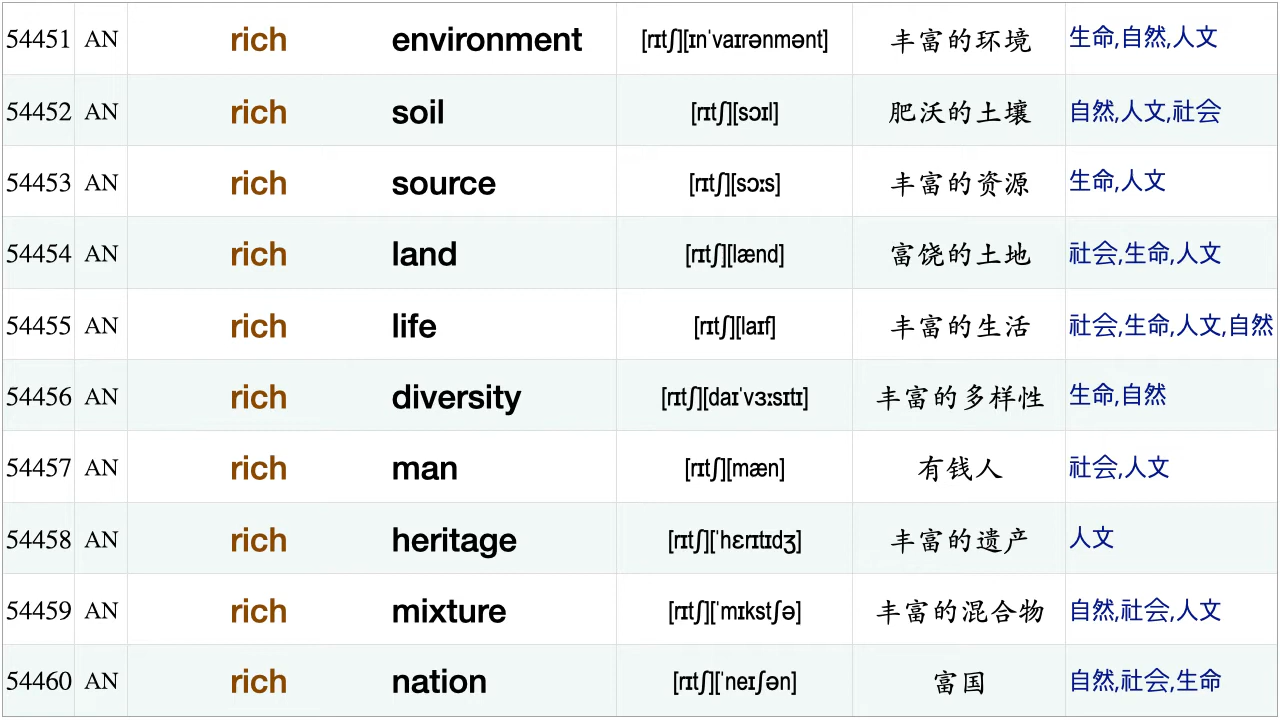 54451 AN rich environment [rɪtʃ][ɪnˈvaɪrənmənt] 丰富的环境 生命,自然,人文
54452 AN rich soil [rɪtʃ][sɔɪl] 肥沃的土壤 自然,人文,社会
54453 AN rich source [rɪtʃ][sɔːs] 丰富的资源 生命,人文
54454 AN rich land [rɪtʃ][lænd] 富饶的土地 社会,生命,人文
54455 AN rich life [rɪtʃ][laɪf] 丰富的生活 社会,生命,人文,自然
54456 AN rich diversity [rɪtʃ][daɪˈvɜːsɪtɪ] 丰富的多样性 生命,自然
54457 AN rich man [rɪtʃ][mæn] 有钱人 社会,人文
54458 AN rich heritage [rɪtʃ][ˈhɛrɪtɪdʒ] 丰富的遗产 人文
54459 AN rich mixture [rɪtʃ][ˈmɪkstʃə] 丰富的混合物 自然,社会,人文
54460 AN rich nation [rɪtʃ][ˈneɪʃən] 富国 自然,社会,生命